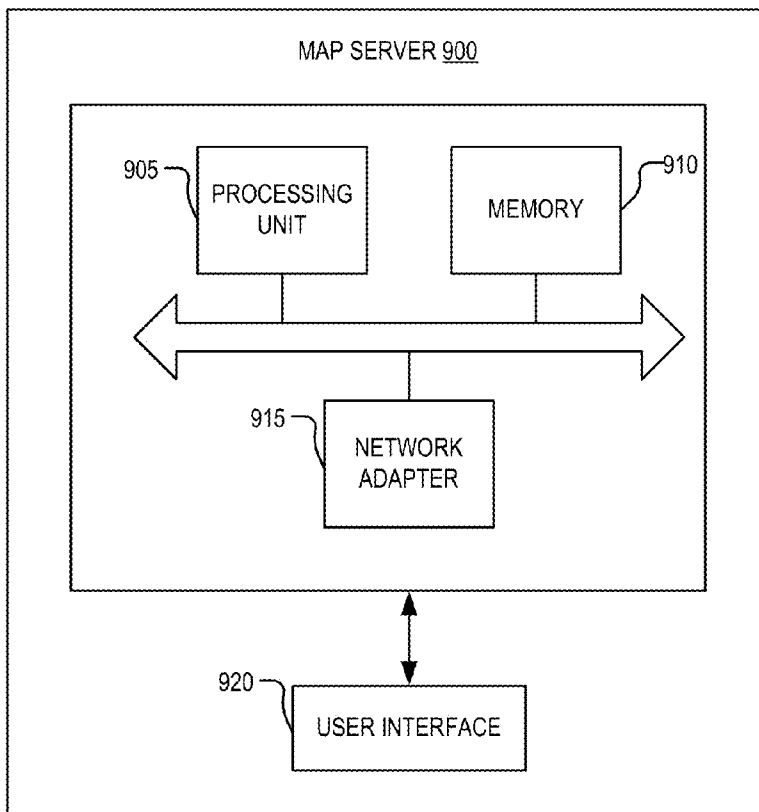 MAP SERVER 900
905
PROCESSING
UNIT
910
MEMORY
915
NETWORK
ADAPTER
920
USER INTERFACE